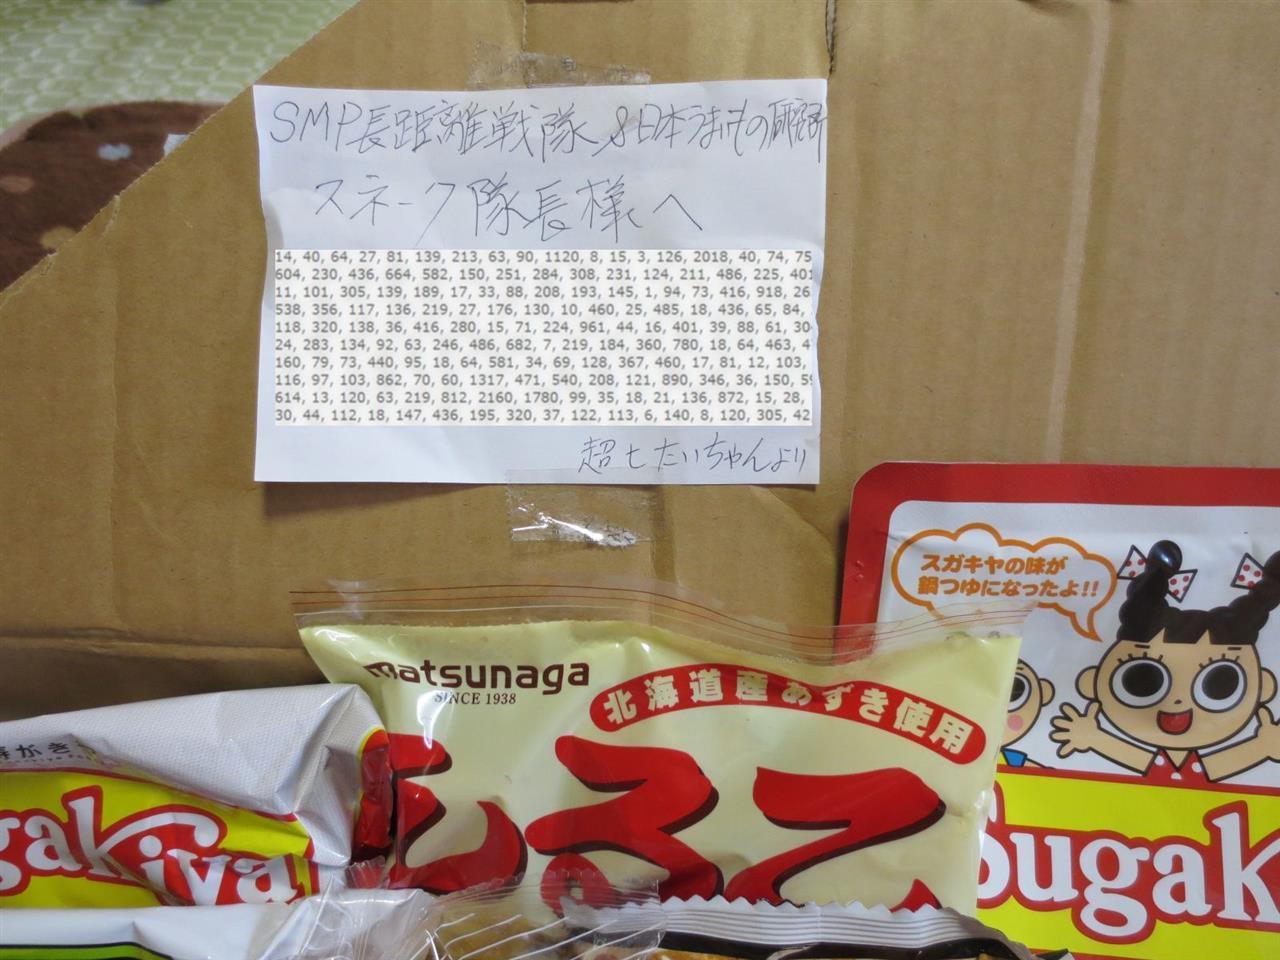 SMP長距離戦隊&日本うまいもの研究所
スネーク隊長様へ
14, 40, 64, 27, 81, 139, 213, 63, 90, 1120, 8, 15, 3, 126, 2018, 40, 74, 75
604, 230, 436, 664, 582, 150, 251, 284, 308, 231, 124, 211, 486, 225, 401
11, 101, 305, 139, 189, 17, 33, 88, 208, 193, 145, 1, 94, 73, 416, 918, 26
538, 356, 117, 136, 219, 27, 176, 130, 10, 460, 25, 485, 18, 436, 65, 84,
118, 320, 138, 36, 416, 280, 15, 71, 224, 961, 44, 16, 401, 39, 88, 61, 30
24, 283, 134, 92, 63, 246, 486, 682, 7, 219, 184, 360, 780, 18, 64, 463, 4
160, 79, 73, 440, 95, 18, 64, 581, 34, 69, 128, 367, 460, 17, 81, 12, 103,
116, 97, 103, 862, 70, 60, 1317, 471, 540, 208, 121, 890, 346, 36, 150, 59
614, 13, 120, 63, 219, 812, 2160, 1780, 99, 35, 18, 21, 136, 872, 15, 28,
30, 44, 112, 18, 147, 436, 195, 320, 37, 122, 113, 6, 140, 8, 120, 305, 42
超七たいちゃんより
スガキヤの味が
鍋つゆになったよ!!
matsunaga
SINCE 1938
北海道産あずき使用
しるこ
がき
gakiya
Sugak